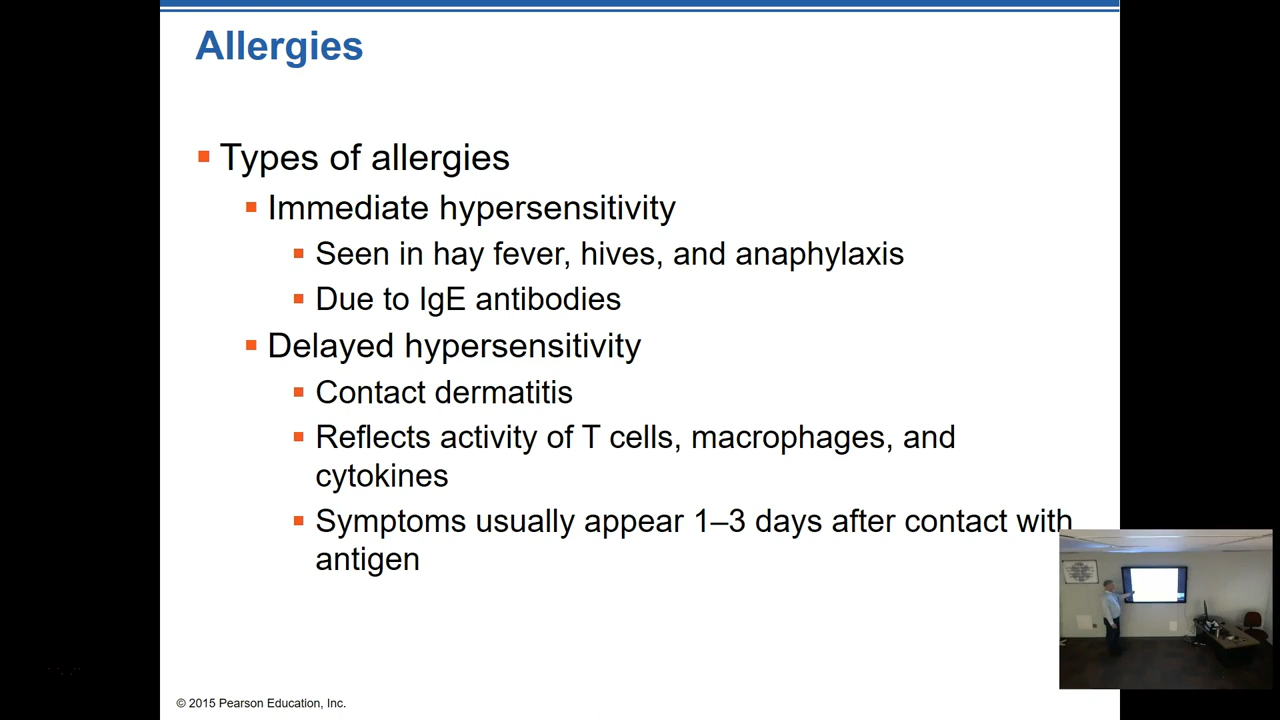 Allergies
Types of allergies
Immediate hypersensitivity
Seen in hay fever, hives, and anaphylaxis
Due to IgE antibodies
Delayed hypersensitivity
Contact dermatitis
Reflects activity of T cells, macrophages, and
cytokines
Symptoms usually appear 1–3 days after contact with
antigen
© 2015 Pearson Education, Inc.